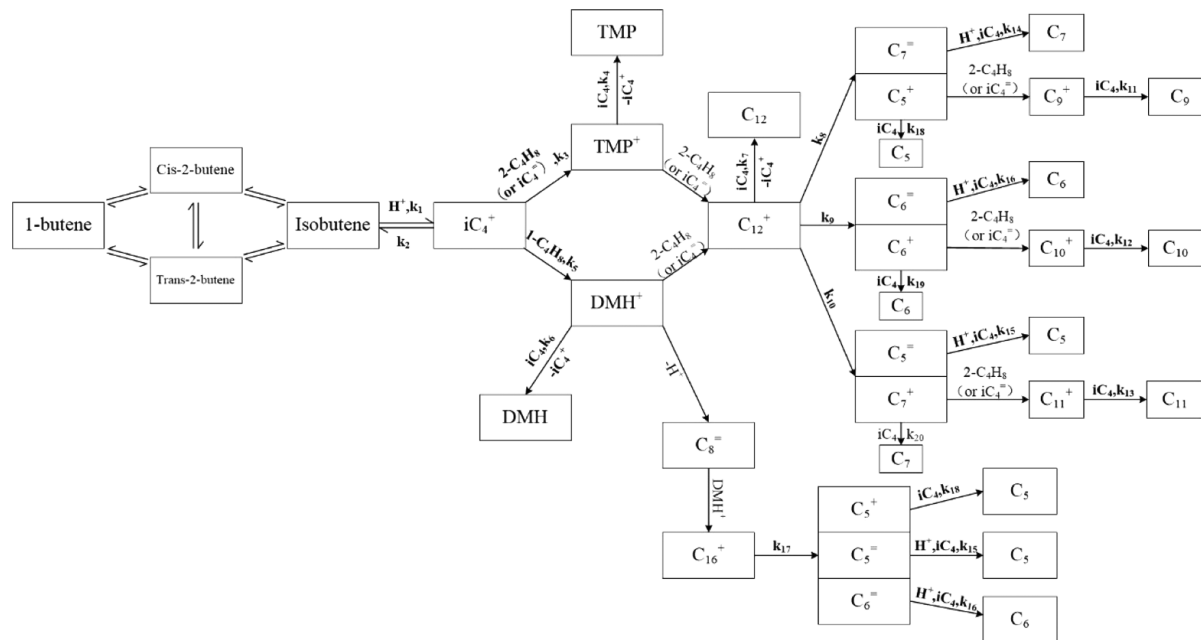 1-butene
Cis-2-butene
Trans-2-butene
Isobutene
H⁺,k₁
k₂
iC₄⁺
2-C₄H₈
(or iC₄⁼) ,k₃
1-C₄H₈,k₅
TMP
iC₄,k₄
-iC₄⁺
TMP⁺
DMH⁺
iC₄,k₆
-iC₄⁺
DMH
2-C₄H₈
(or iC₄⁼)
2-C₄H₈
(or iC₄⁼)
-H⁺
C₈⁼
DMH⁺
C₁₆⁺
C₁₂
iC₄,k₇
-iC₄⁺
C₁₂⁺
k₈
k₉
k₁₀
C₇⁼
C₅⁺
H⁺,iC₄,k₁₄
C₇
2-C₄H₈
(or iC₄⁼)
C₉⁺
iC₄,k₁₁
C₉
iC₄ k₁₈
C₅
C₆⁼
C₆⁺
H⁺,iC₄,k₁₆
C₆
2-C₄H₈
(or iC₄⁼)
C₁₀⁺
iC₄,k₁₂
C₁₀
iC₄ k₁₉
C₆
C₅⁼
C₇⁺
H⁺,iC₄,k₁₅
C₅
2-C₄H₈
(or iC₄⁼)
C₁₁⁺
iC₄,k₁₃
C₁₁
iC₄ k₂₀
C₇
k₁₇
C₅⁺
C₅⁼
C₆⁼
iC₄,k₁₈
C₅
H⁺,iC₄,k₁₅
C₅
H⁺,iC₄,k₁₆
C₆